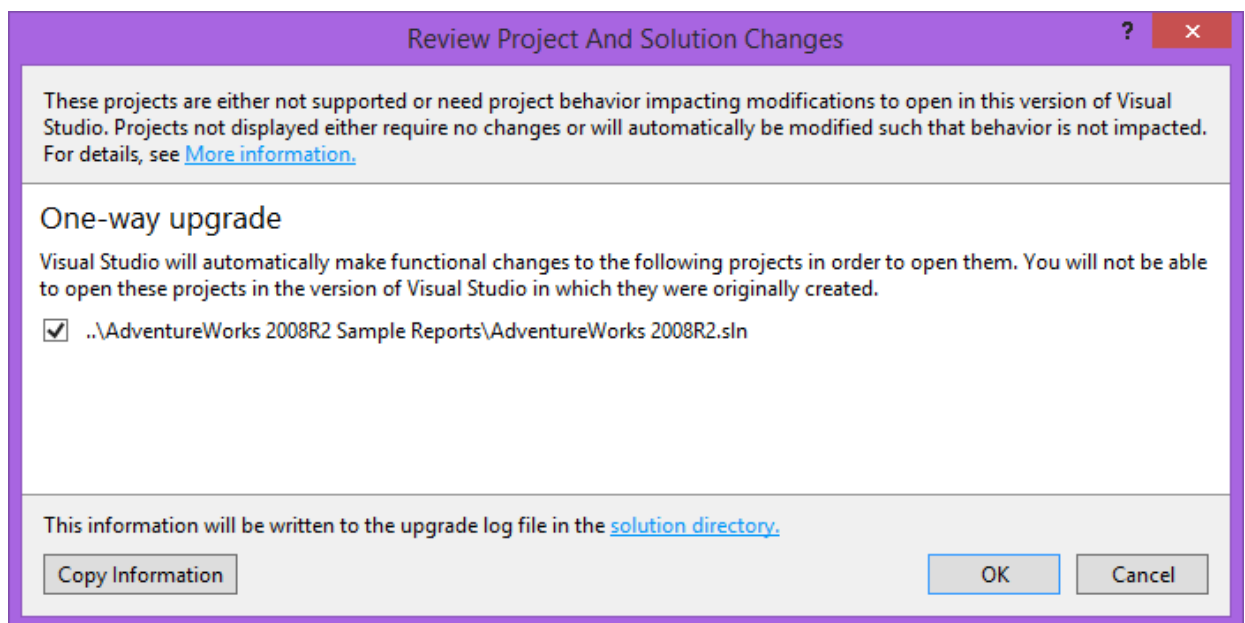 Review Project And Solution Changes
? ×
These projects are either not supported or need project behavior impacting modifications to open in this version of Visual
Studio. Projects not displayed either require no changes or will automatically be modified such that behavior is not impacted.
For details, see More information.
One-way upgrade
Visual Studio will automatically make functional changes to the following projects in order to open them. You will not be able
to open these projects in the version of Visual Studio in which they were originally created.
..\AdventureWorks 2008R2 Sample Reports\AdventureWorks 2008R2.sln
This information will be written to the upgrade log file in the solution directory.
Copy Information
OK
Cancel